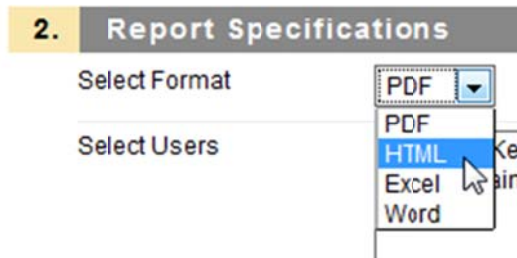 2. Report Specifications
Select Format
PDF
PDF
Select Users
HTML
Excel
Word